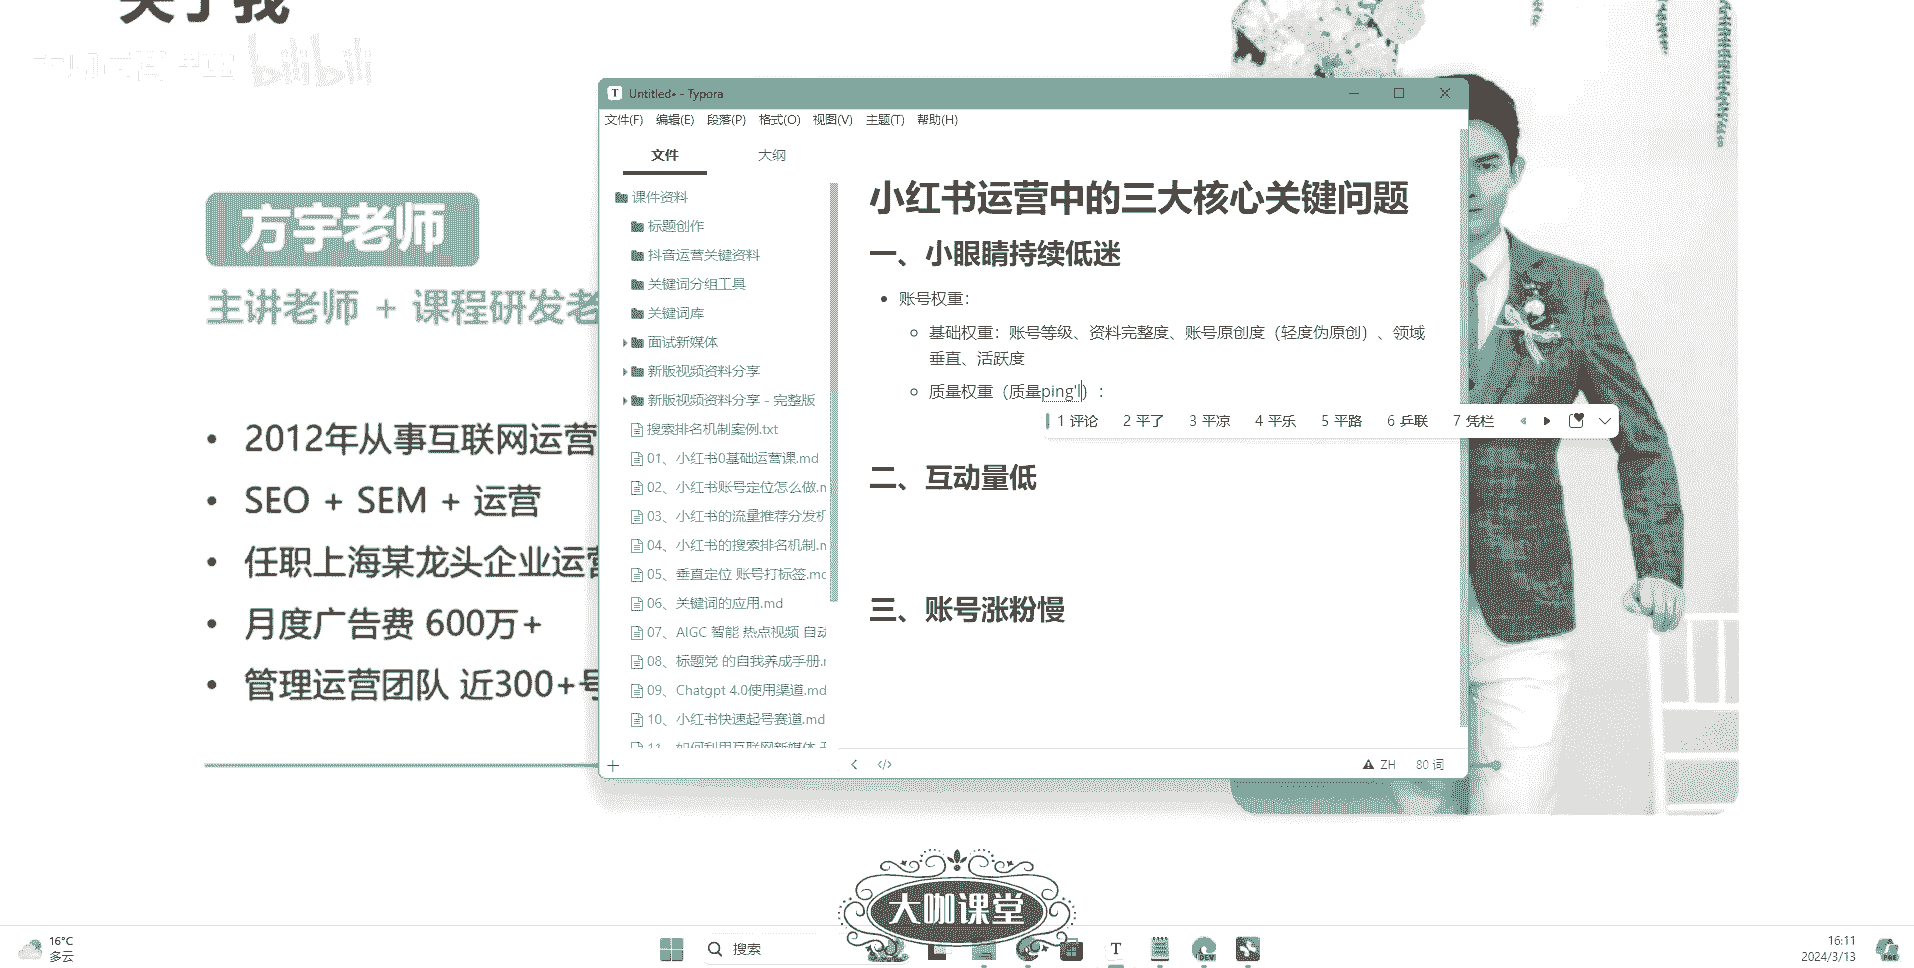 关于我
bilibili
方宇老师
主讲老师 + 课程研发老
2012年从事互联网运营
SEO + SEM + 运营
任职上海某龙头企业运营
月度广告费 600万+
管理运营团队 近300+号
Untitled• - Typora
文件(F) 编辑(E) 段落(P) 格式(O) 视图(V) 主题(T) 帮助(H)
文件 大纲
课件资料
标题创作
抖音运营关键资料
关键词分组工具
关键词库
面试新媒体
新版视频资料分享
新版视频资料分享 - 完整版
搜索排名机制案例.txt
01、小红书0基础运营课.md
02、小红书账号定位怎么做.m
03、小红书的流量推荐分发机
04、小红书的搜索排名机制.m
05、垂直定位 账号打标签.md
06、关键词的应用.md
07、AIGC 智能 热点视频 自动
08、标题党 的自我养成手册.m
09、Chatgpt 4.0使用渠道.md
10、小红书快速起号赛道.md
11、如何利用互联网新媒体
小红书运营中的三大核心关键问题
一、小眼睛持续低迷
账号权重：
基础权重：账号等级、资料完整度、账号原创度（轻度伪原创）、领域
垂直、活跃度
质量权重（质量ping'l）：
1 评论 2 平了 3 平凉 4 平乐 5 平路 6 乒联 7 凭栏
二、互动量低
三、账号涨粉慢
ZH 80 词
大咖课堂
16°C
多云
搜索
16:11
2024/3/13